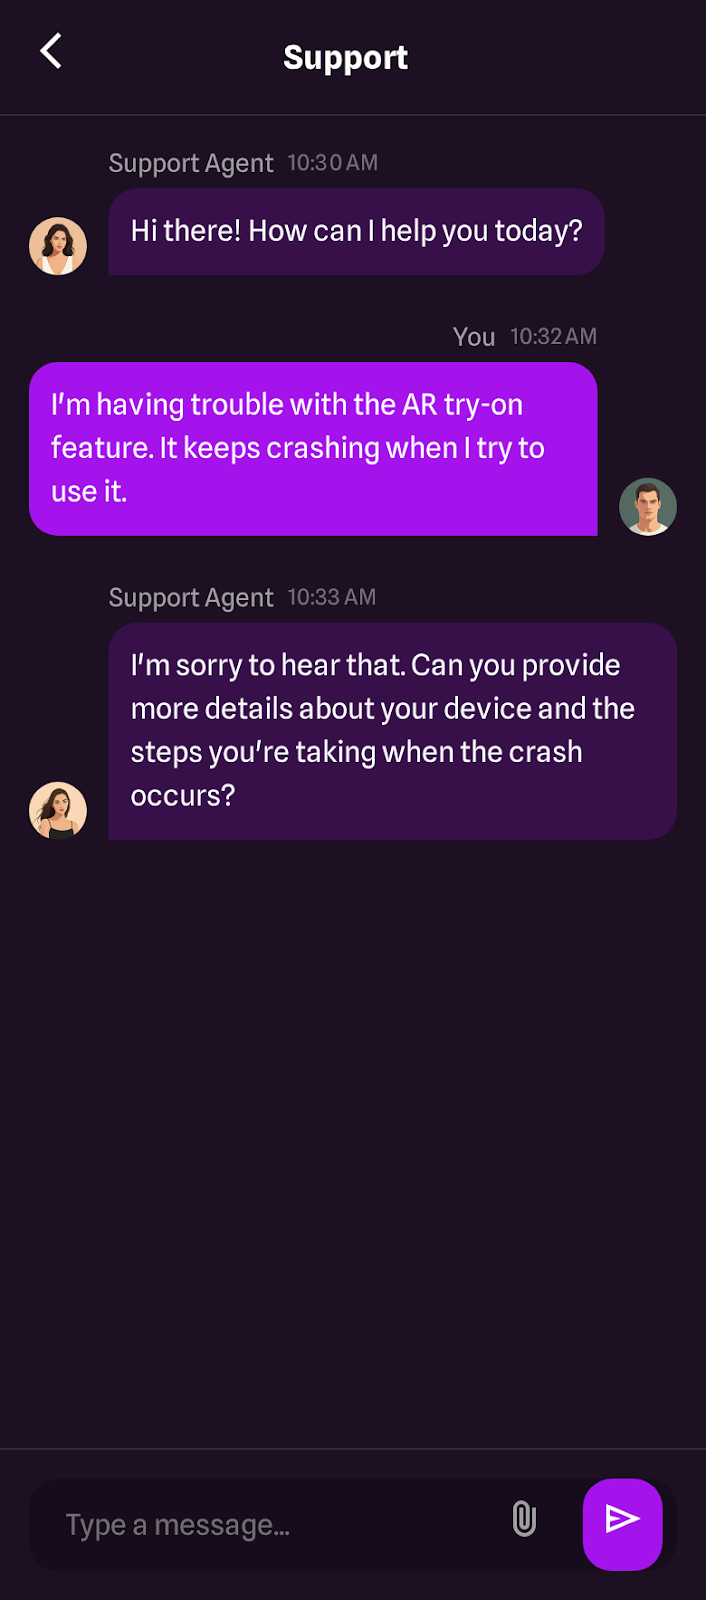 Support
Support Agent 10:30 AM
Hi there! How can I help you today?
You 10:32 AM
I'm having trouble with the AR try-on
feature. It keeps crashing when I try to
use it.
Support Agent 10:33 AM
I'm sorry to hear that. Can you provide
more details about your device and the
steps you're taking when the crash
occurs?
Type a message...